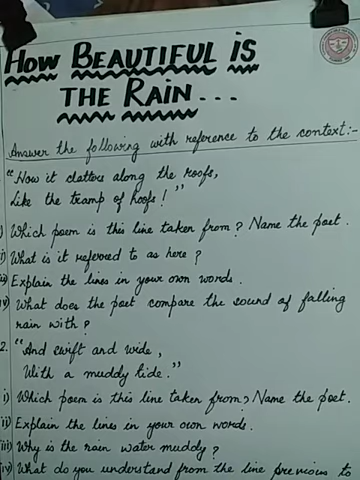 How Beautiful is
the Rain...
Answer the following with reference to the context:-
"How it clatters along the roofs,
Like the tramp of hoofs!"
i) Which poem is this line taken from? Name the poet.
ii) What is it referred to as here?
iii) Explain the lines in your own words.
iv) What does the poet compare the sound of falling
rain with?
2. "And swift and wide,
With a muddy tide."
i) Which poem is this line taken from? Name the poet.
ii) Explain the lines in your own words.
iii) Why is the rain water muddy?
iv) What do you understand from the line previous to